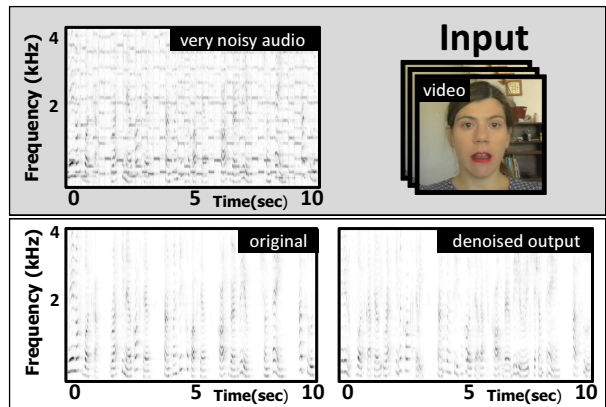 very noisy audio
Input
video
Frequency (kHz)
4
2
0
5
10
Time(sec)
original
denoised output
Frequency (kHz)
4
2
0
5
10
Time(sec)
0
5
10
Time(sec)